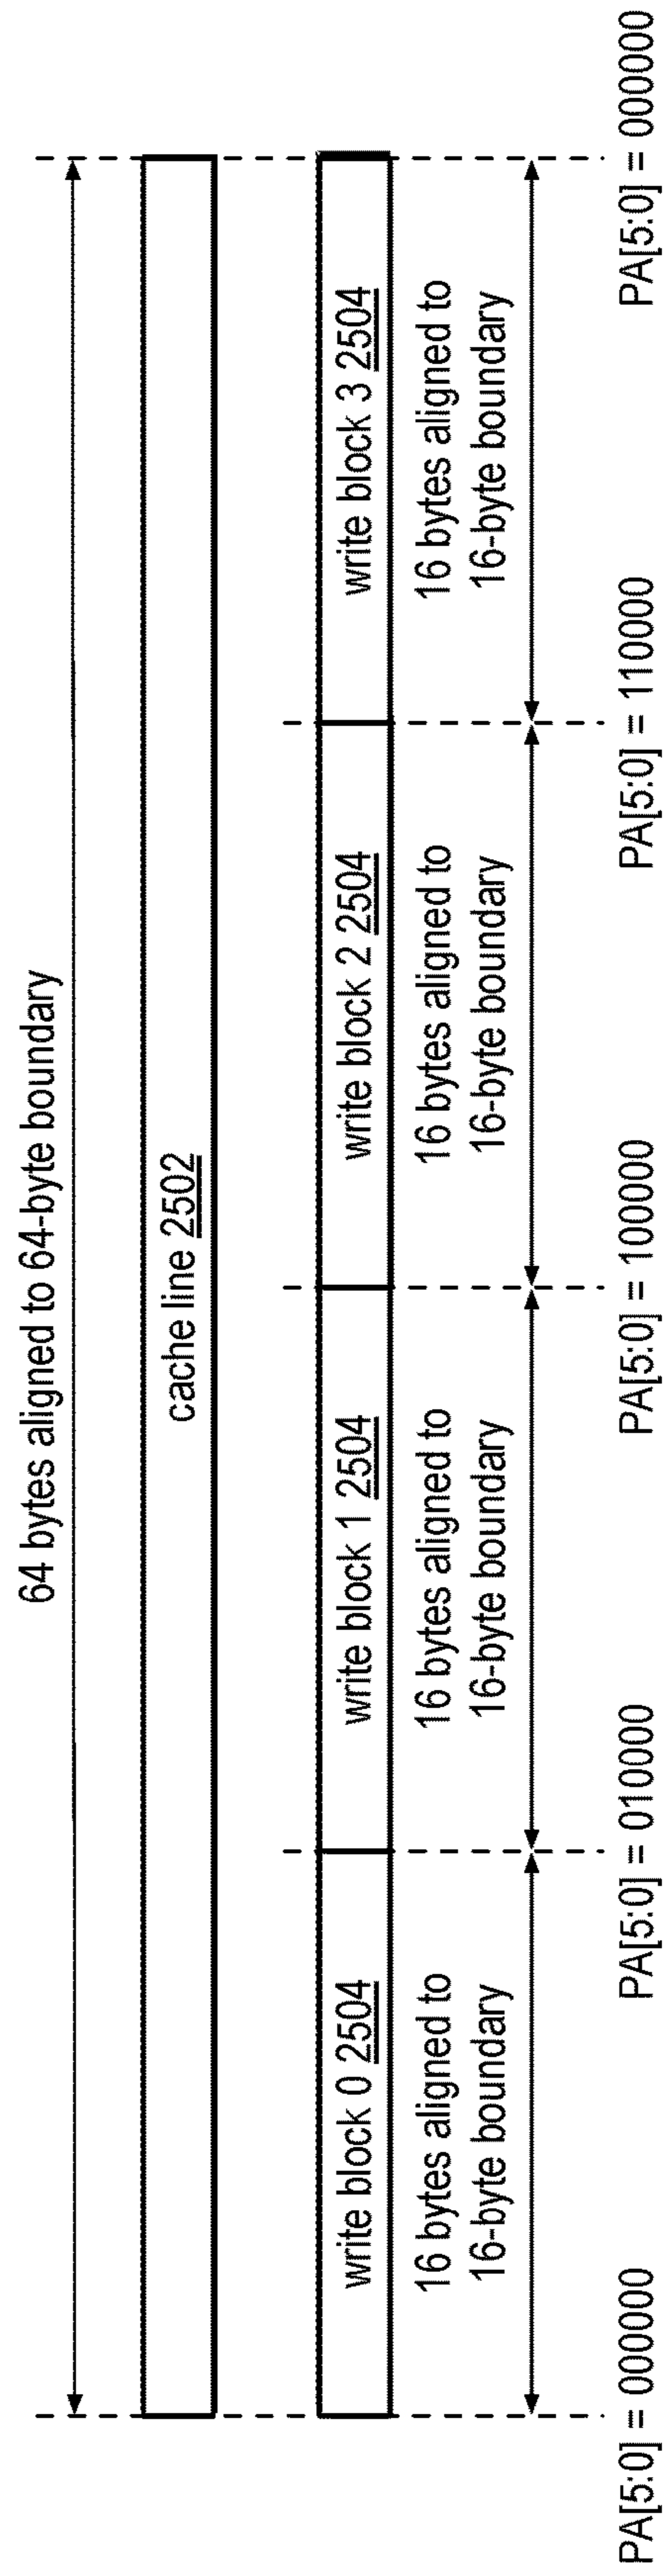 64 bytes aligned to 64-byte boundary
cache line 2502
write block 0 2504
write block 1 2504
write block 2 2504
write block 3 2504
16 bytes aligned to
16-byte boundary
16 bytes aligned to
16-byte boundary
16 bytes aligned to
16-byte boundary
16 bytes aligned to
16-byte boundary
PA[5:0] = 000000
PA[5:0] = 010000
PA[5:0] = 100000
PA[5:0] = 110000
PA[5:0] = 000000